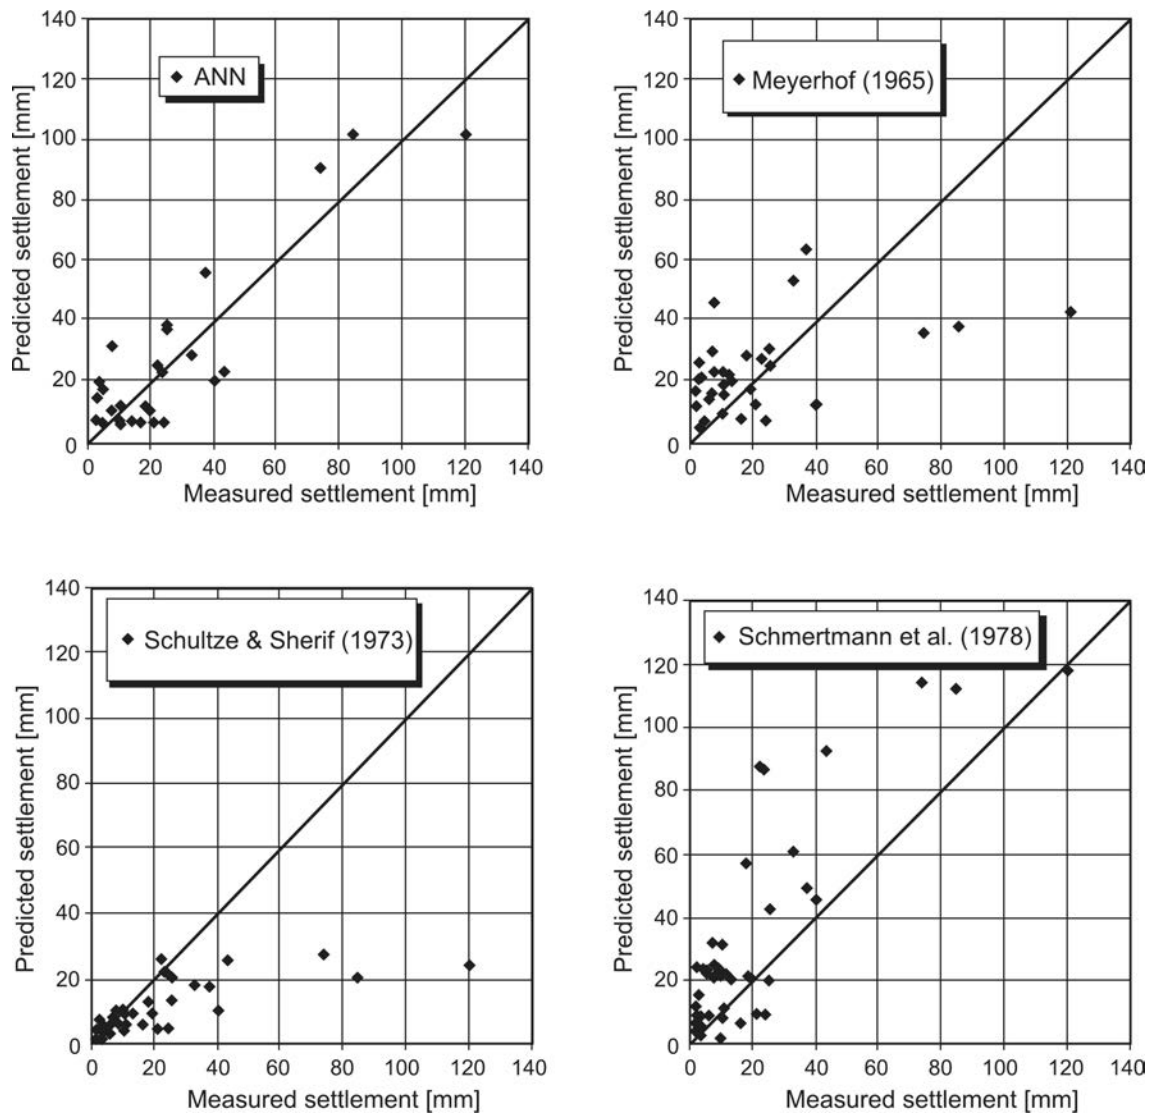 140
120
100
80
60
40
20
0
Predicted settlement [mm]
ANN
0 20 40 60 80 100 120 140
Measured settlement [mm]
140
120
100
80
60
40
20
0
Predicted settlement [mm]
Meyerhof (1965)
0 20 40 60 80 100 120 140
Measured settlement [mm]
140
120
100
80
60
40
20
0
Predicted settlement [mm]
Schultze & Sherif (1973)
0 20 40 60 80 100 120 140
Measured settlement [mm]
140
120
100
80
60
40
20
0
Predicted settlement [mm]
Schmertmann et al. (1978)
0 20 40 60 80 100 120 140
Measured settlement [mm]